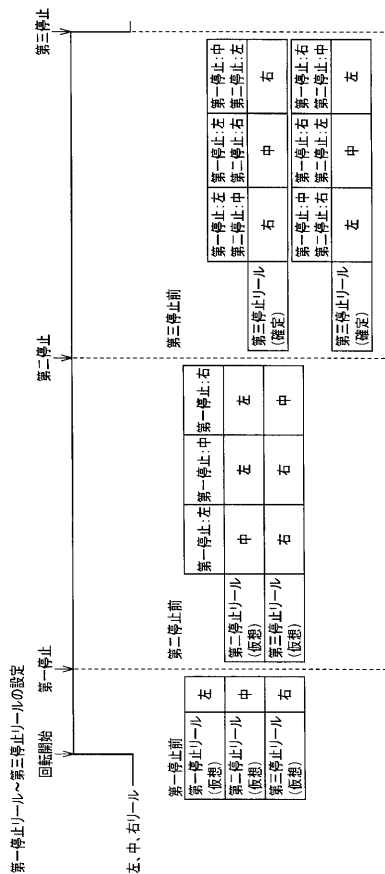 第一停止リール～第三停止リールの設定
回転開始
第一停止
第二停止
第三停止
左、中、右リール
第一停止前
第一停止リール
(仮想)
左
第二停止リール
(仮想)
中
第三停止リール
(仮想)
右
第二停止前
第一停止:左
第一停止:中
第一停止:右
第二停止リール
(仮想)
中
左
左
第三停止リール
(仮想)
右
右
中
第三停止前
第一停止:左
第二停止:中
第一停止:左
第二停止:右
第一停止:中
第二停止:左
第三停止リール
(確定)
右
中
右
第一停止:中
第二停止:右
第一停止:右
第二停止:左
第一停止:右
第二停止:中
第三停止リール
(確定)
左
中
左